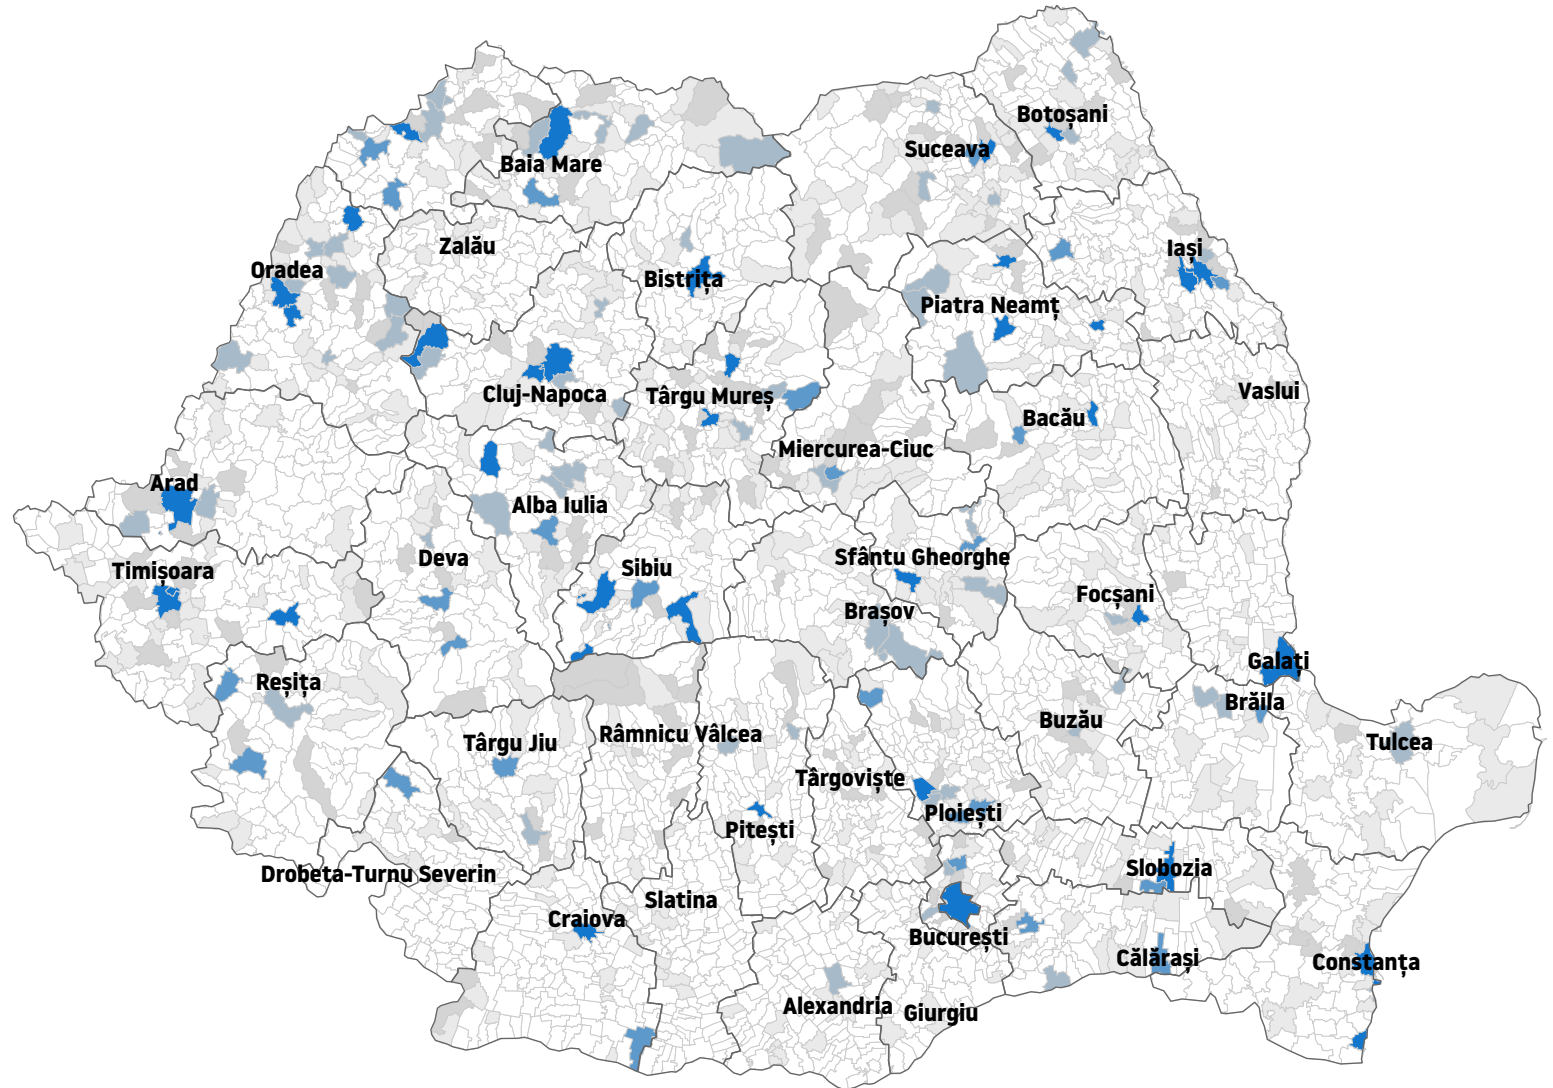 Botoșani
Suceava
Baia Mare
Zalău
Iași
Oradea
Bistrița
Piatra Neamț
Cluj-Napoca
Târgu Mureș
Vaslui
Bacău
Miercurea-Ciuc
Arad
Alba Iulia
Deva
Sfântu Gheorghe
Timișoara
Sibiu
Focșani
Brașov
Galați
Reșița
Brăila
Buzău
Râmnicu Vâlcea
Târgu Jiu
Tulcea
Târgoviște
Ploiești
Pitești
Slobozia
Drobeta-Turnu Severin
Slatina
Craiova
București
Călărași
Constanța
Alexandria
Giurgiu